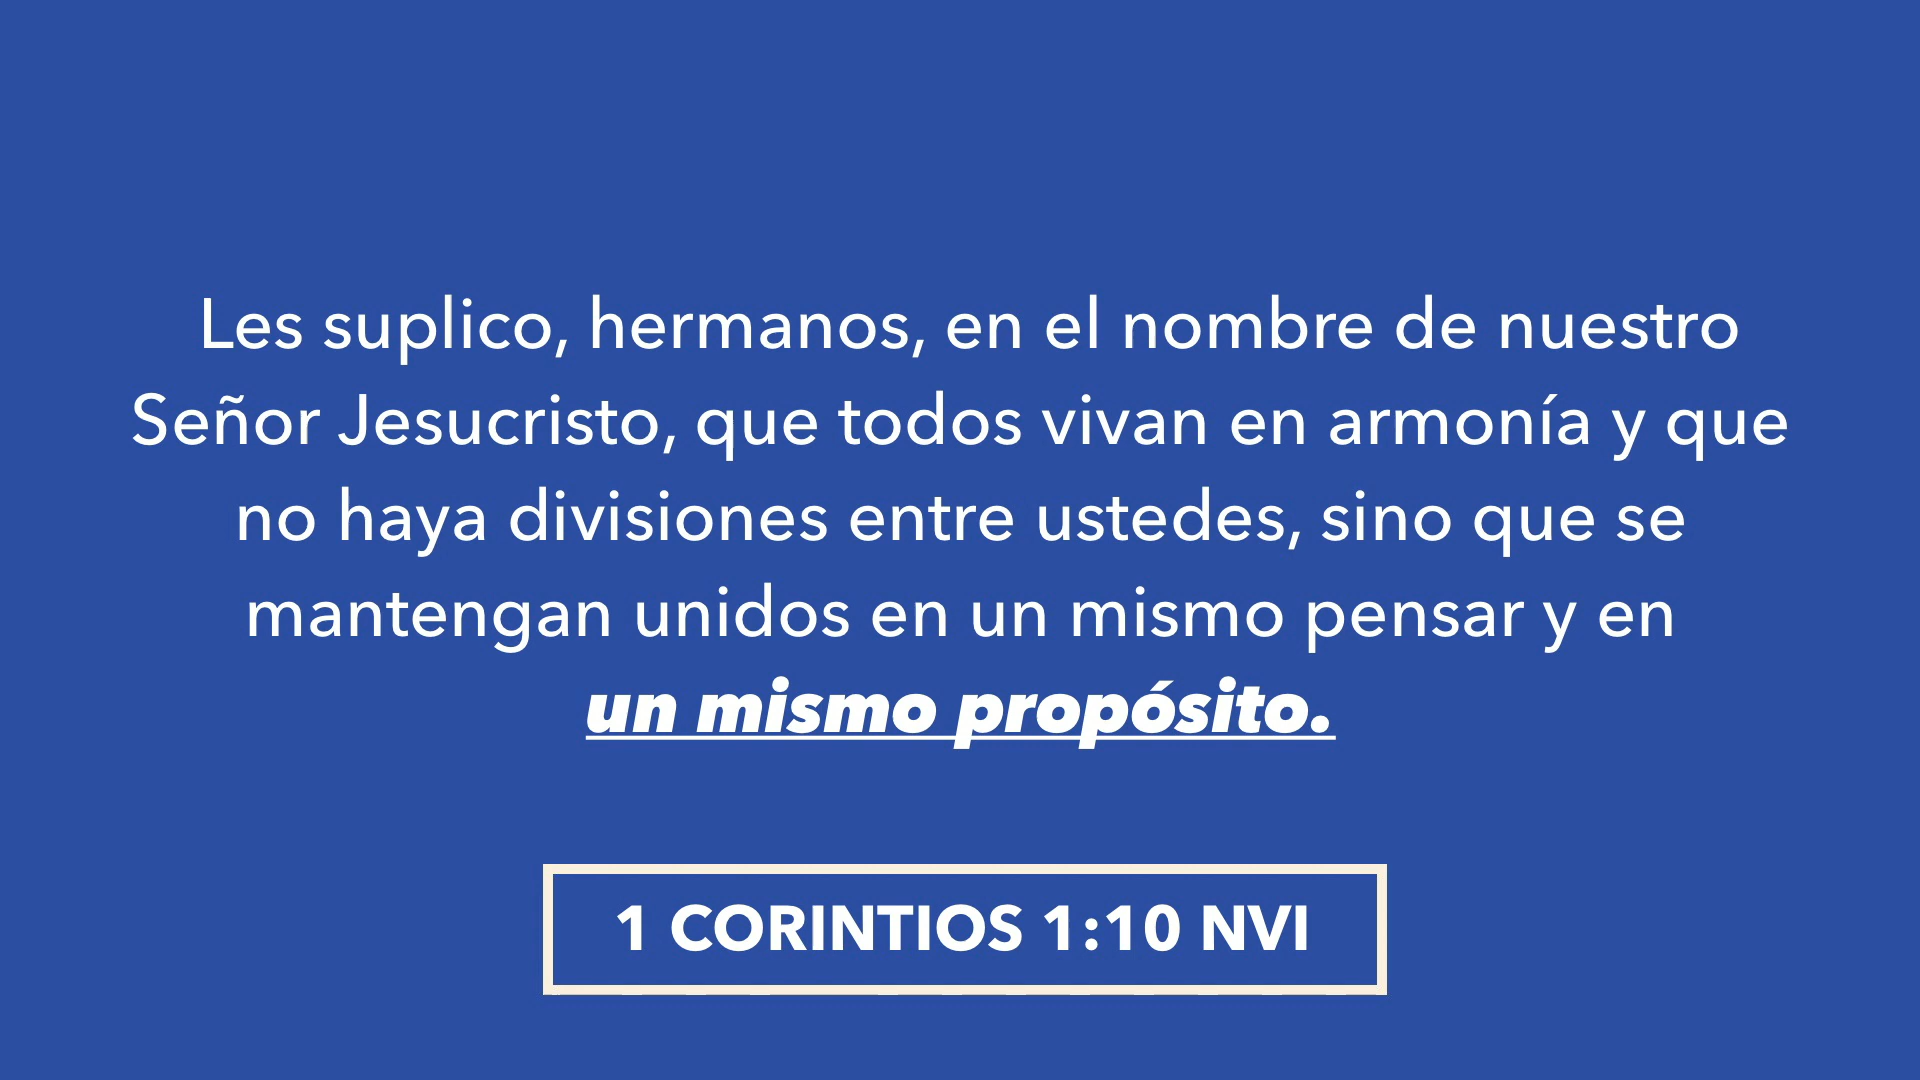 Les suplico, hermanos, en el nombre de nuestro
Señor Jesucristo, que todos vivan en armonía y que
no haya divisiones entre ustedes, sino que se
mantengan unidos en un mismo pensar y en
un mismo propósito.
1 CORINTIOS 1:10 NVI